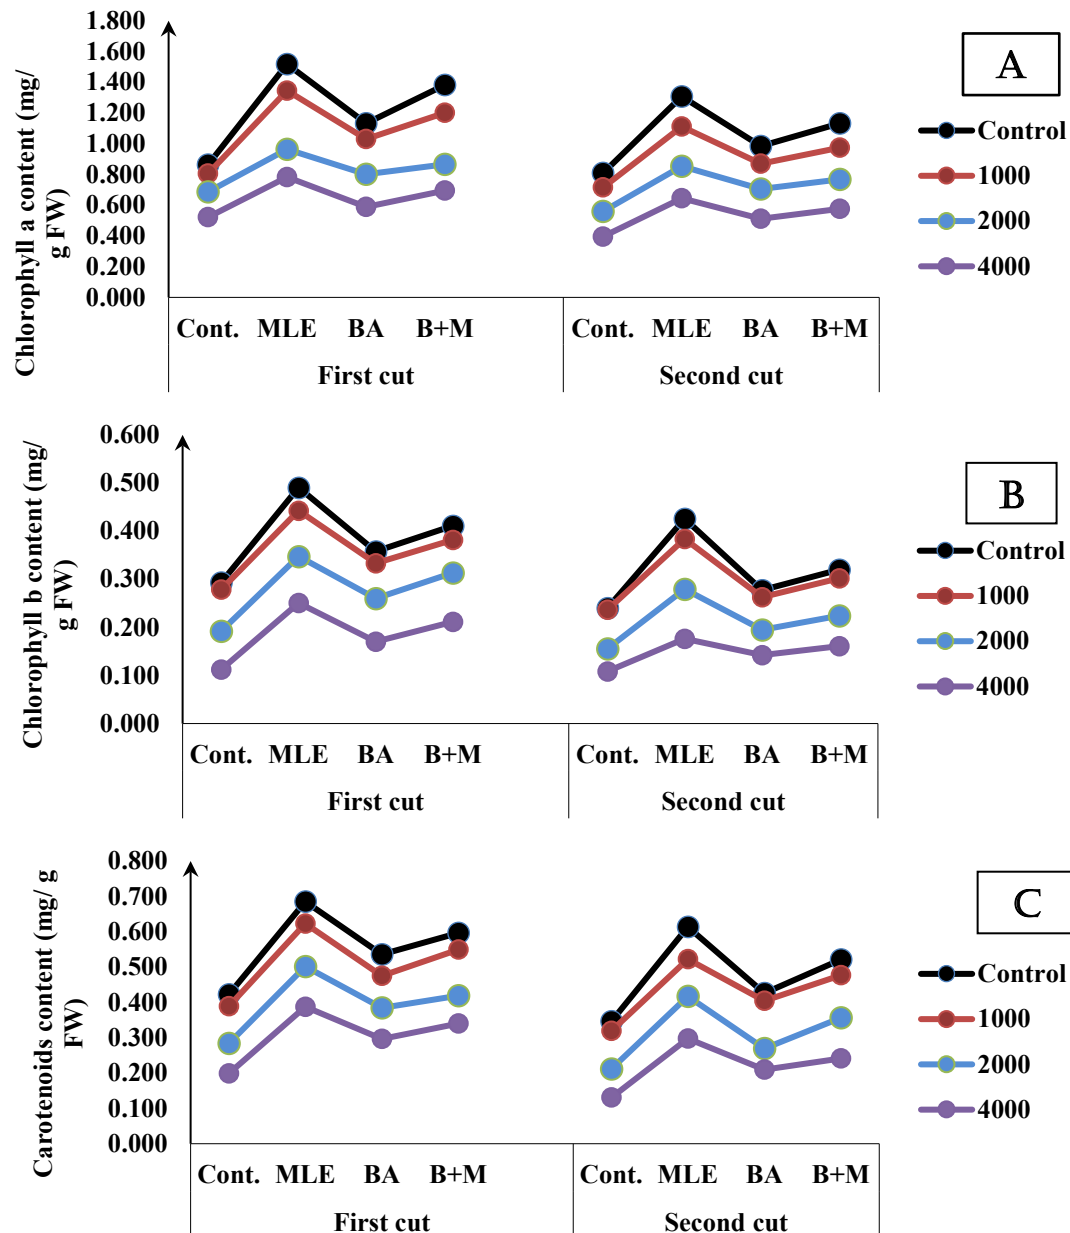 Chlorophyll a content (mg/
g FW)
1.800
1.600
1.400
1.200
1.000
0.800
0.600
0.400
0.200
0.000
Cont. MLE BA B+M
First cut
Cont. MLE BA B+M
Second cut
A
Control
1000
2000
4000
Chlorophyll b content (mg/
g FW)
0.600
0.500
0.400
0.300
0.200
0.100
0.000
Cont. MLE BA B+M
First cut
Cont. MLE BA B+M
Second cut
B
Control
1000
2000
4000
Carotenoids content (mg/ g
FW)
0.800
0.700
0.600
0.500
0.400
0.300
0.200
0.100
0.000
Cont. MLE BA B+M
First cut
Cont. MLE BA B+M
Second cut
C
Control
1000
2000
4000